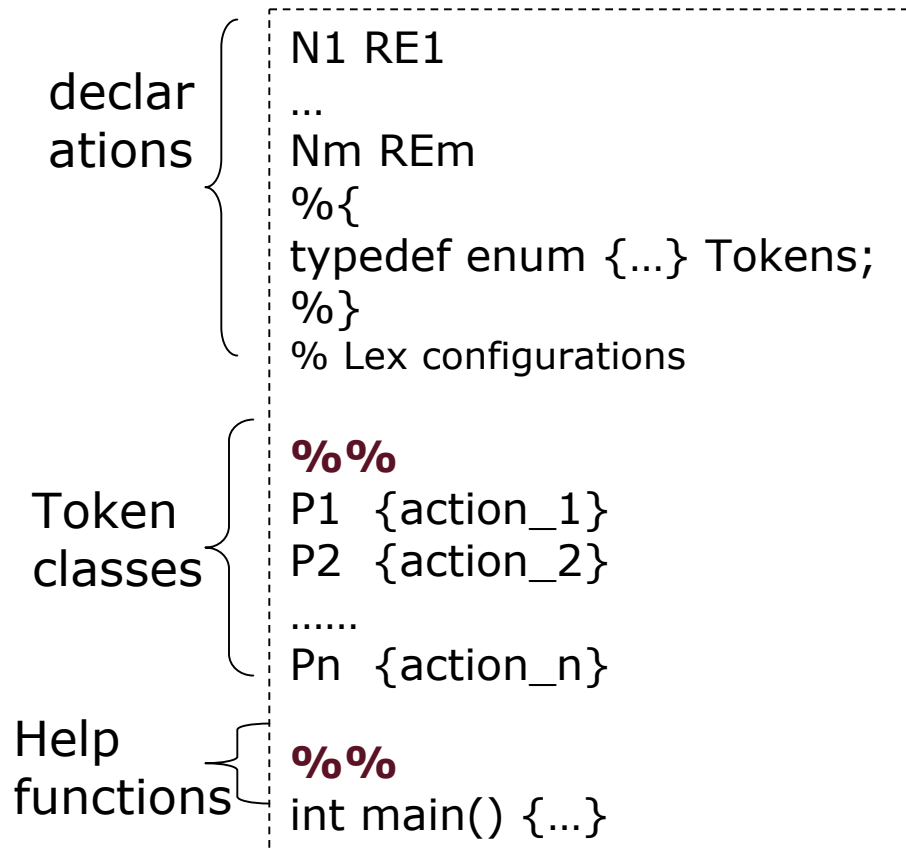 declar
ations
N1 RE1
…
Nm REm
%{
typedef enum {…} Tokens;
%}
% Lex configurations
Token
classes
%%
P1 {action_1}
P2 {action_2}
……
Pn {action_n}
Help
functions
%%
int main() {…}